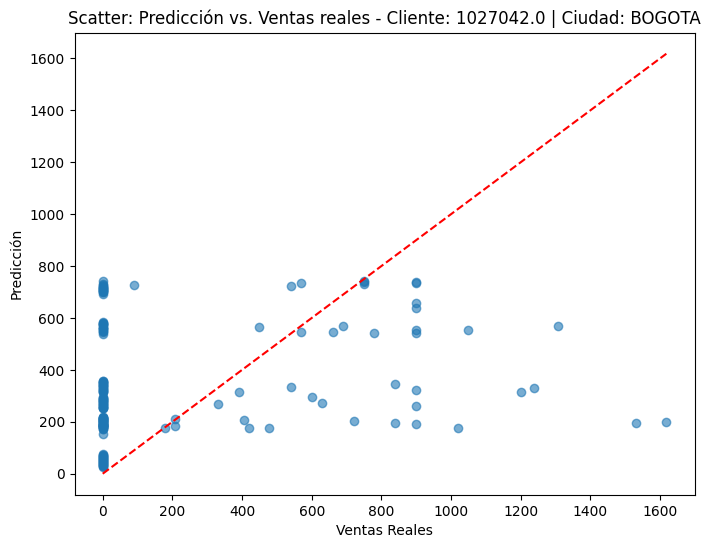 Scatter: Predicción vs. Ventas reales - Cliente: 1027042.0 | Ciudad: BOGOTA
1600
1400
1200
1000
800
600
400
200
0
Predicción
0 200 400 600 800 1000 1200 1400 1600
Ventas Reales